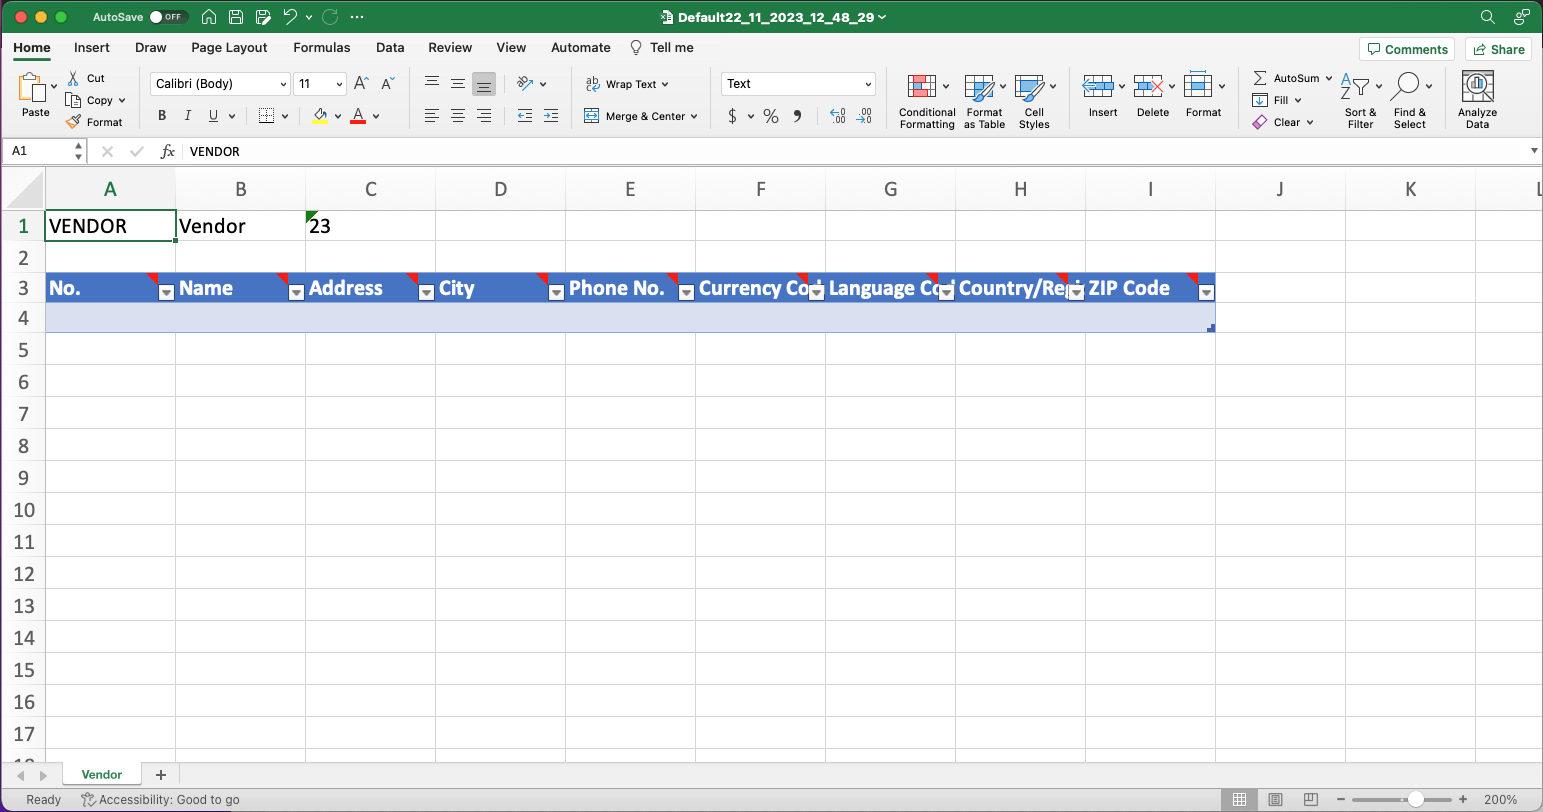 AutoSave OFF Default22_11_2023_12_48_29
Home Insert Draw Page Layout Formulas Data Review View Automate Tell me Comments Share
Paste Cut Copy Format
Calibri (Body) 11 A^ A˅
B I U A
ab Wrap Text
Merge & Center
Text
$ % 9
Conditional Formatting Format as Table Cell Styles
Insert Delete Format
AutoSum Fill Clear
Sort & Filter Find & Select Analyze Data
A1 fx VENDOR
A B C D E F G H I J K L
1 VENDOR Vendor 23
2
3 No. Name Address City Phone No. Currency Language Country/Re ZIP Code
4
5
6
7
8
9
10
11
12
13
14
15
16
17
Vendor +
Ready Accessibility: Good to go - + 200%